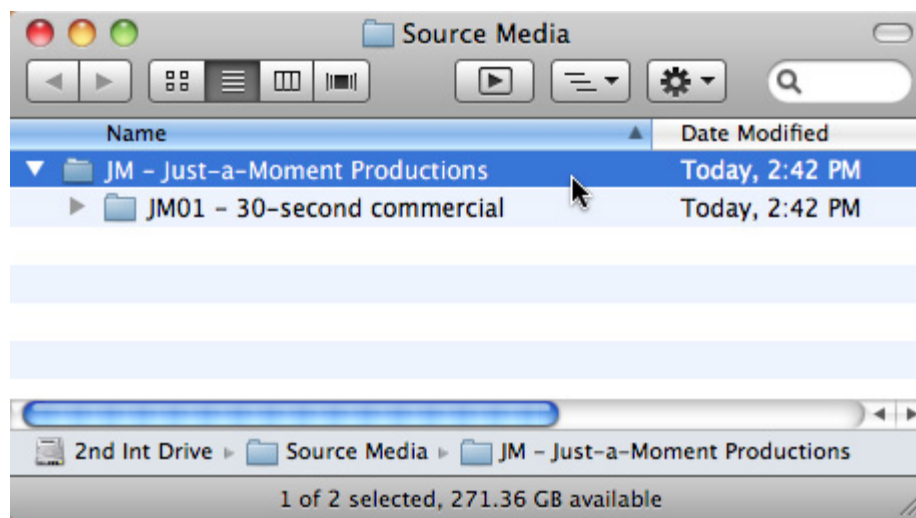 Source Media
Name Date Modified
JM – Just-a-Moment Productions Today, 2:42 PM
JM01 – 30-second commercial Today, 2:42 PM
2nd Int Drive ▸ Source Media ▸ JM – Just-a-Moment Productions
1 of 2 selected, 271.36 GB available